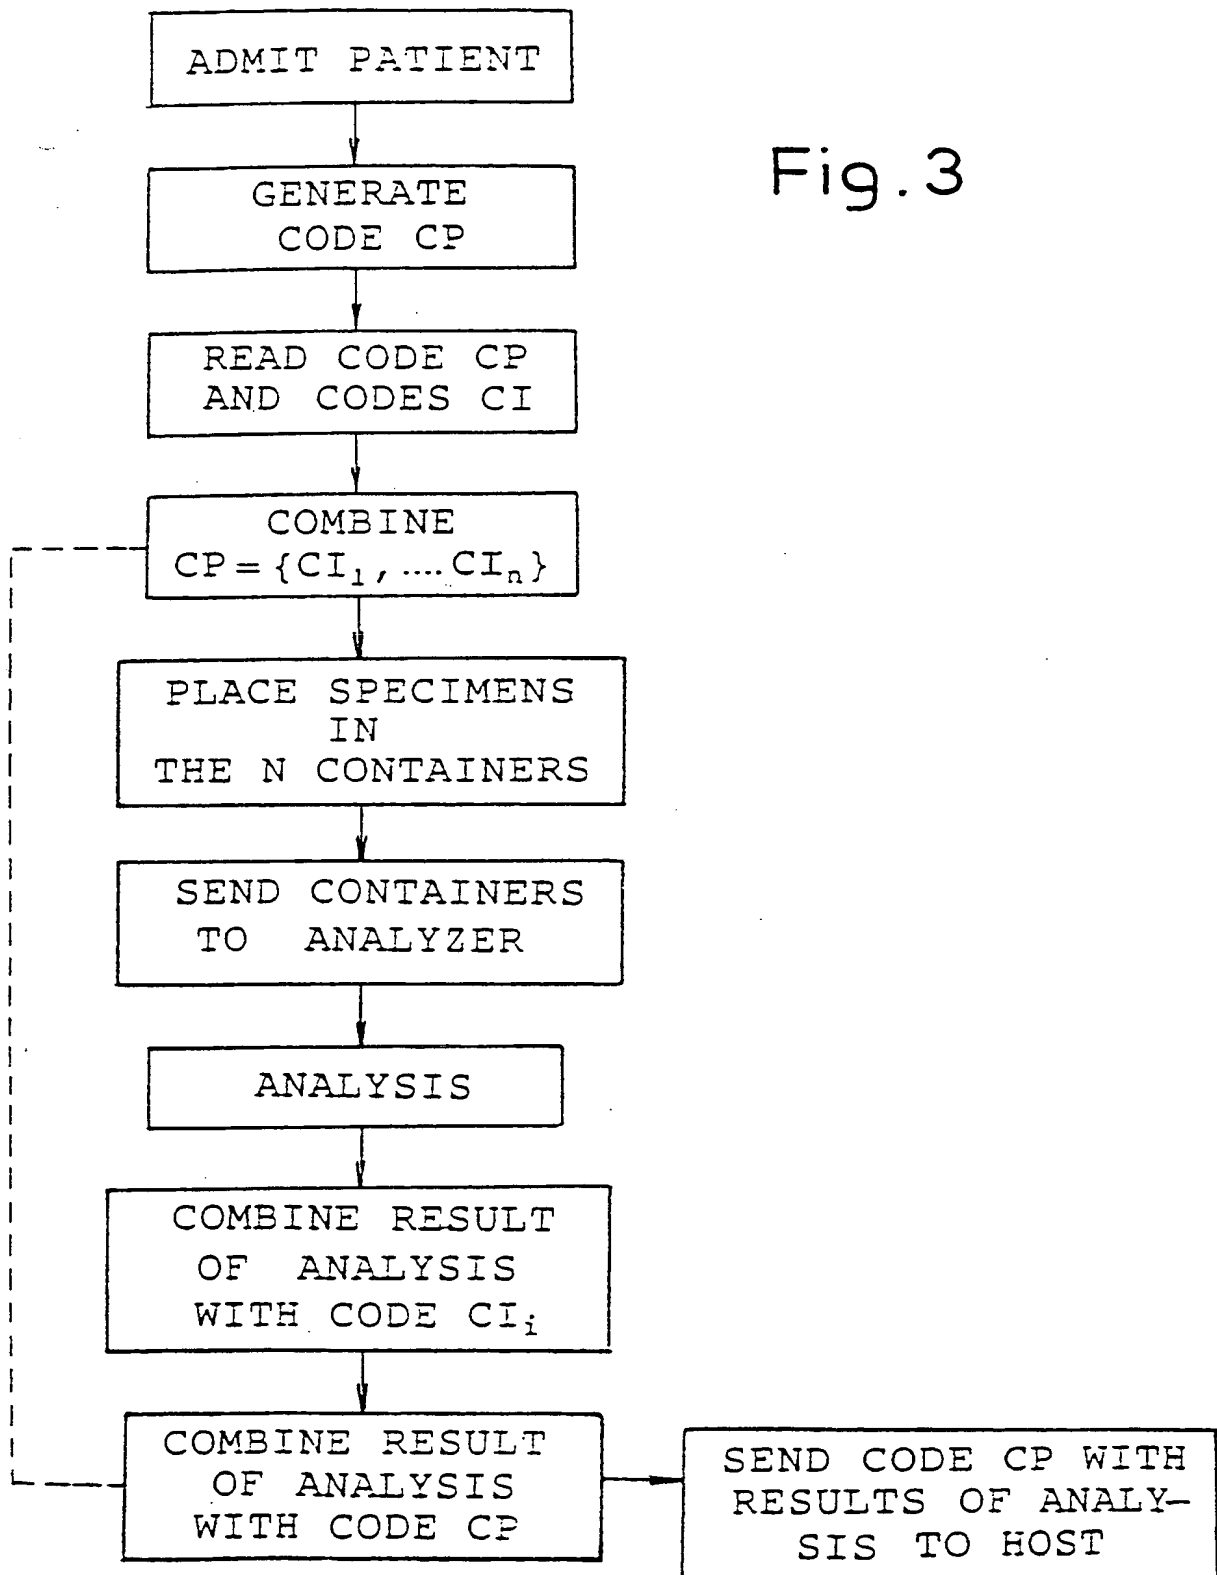 ADMIT PATIENT
Fig. 3
GENERATE
CODE CP
READ CODE CP
AND CODES CI
COMBINE
CP = {CI₁, .... CIₙ}
PLACE SPECIMENS
IN
THE N CONTAINERS
SEND CONTAINERS
TO ANALYZER
ANALYSIS
COMBINE RESULT
OF ANALYSIS
WITH CODE CIᵢ
COMBINE RESULT
OF ANALYSIS
WITH CODE CP
SEND CODE CP WITH
RESULTS OF ANALY-
SIS TO HOST